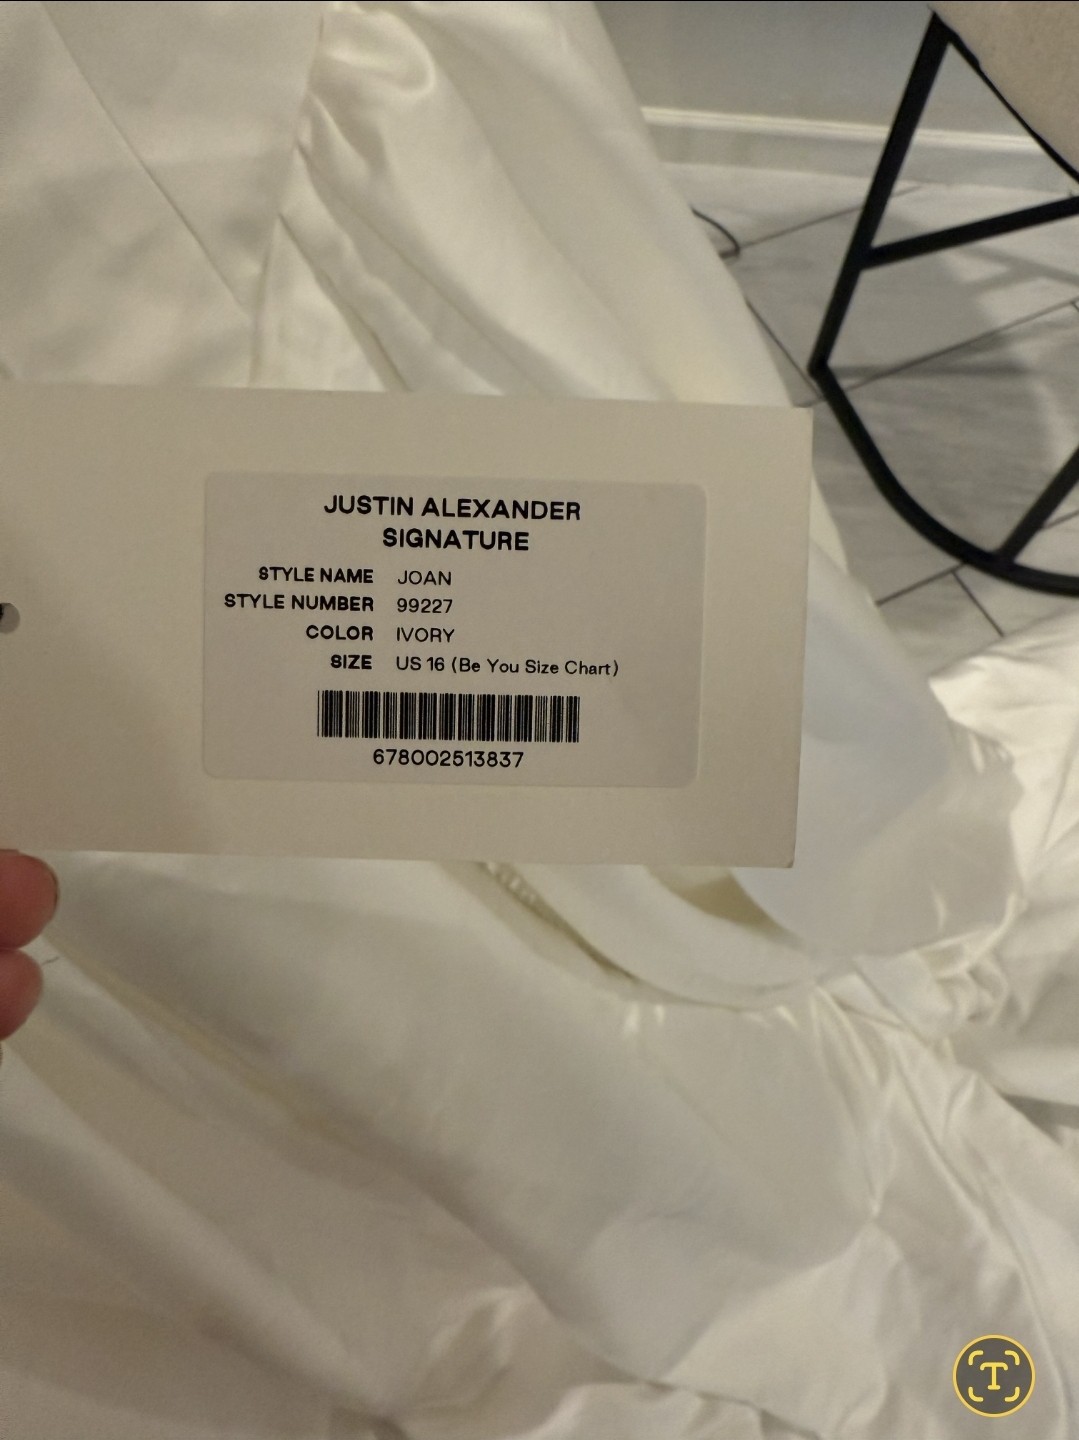 JUSTIN ALEXANDER
SIGNATURE
STYLE NAME JOAN
STYLE NUMBER 99227
COLOR IVORY
SIZE US 16 (Be You Size Chart)
678002513837
T